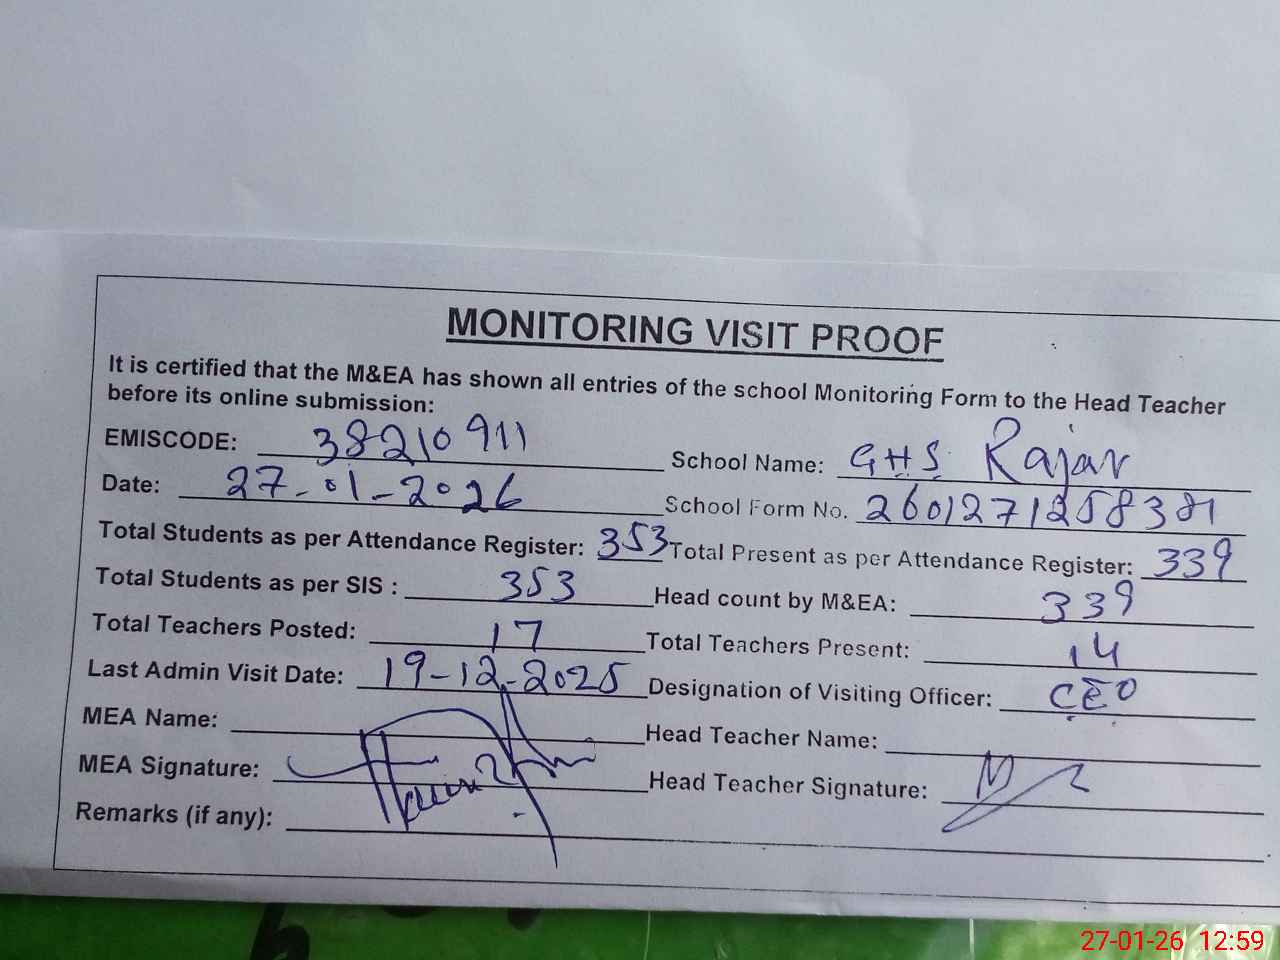 MONITORING VISIT PROOF
It is certified that the M&EA has shown all entries of the school Monitoring Form to the Head Teacher
before its online submission:
EMISCODE: 38210911 School Name: GHS Rajar
Date: 27-01-2026 School Form No. 2601271258381
Total Students as per Attendance Register: 353 Total Present as per Attendance Register: 339
Total Students as per SIS : 353 Head count by M&EA: 339
Total Teachers Posted: 17 Total Teachers Present: 14
Last Admin Visit Date: 19-12-2025 Designation of Visiting Officer: CEO
MEA Name: Head Teacher Name:
MEA Signature: Head Teacher Signature:
Remarks (if any):
27-01-26 12:59